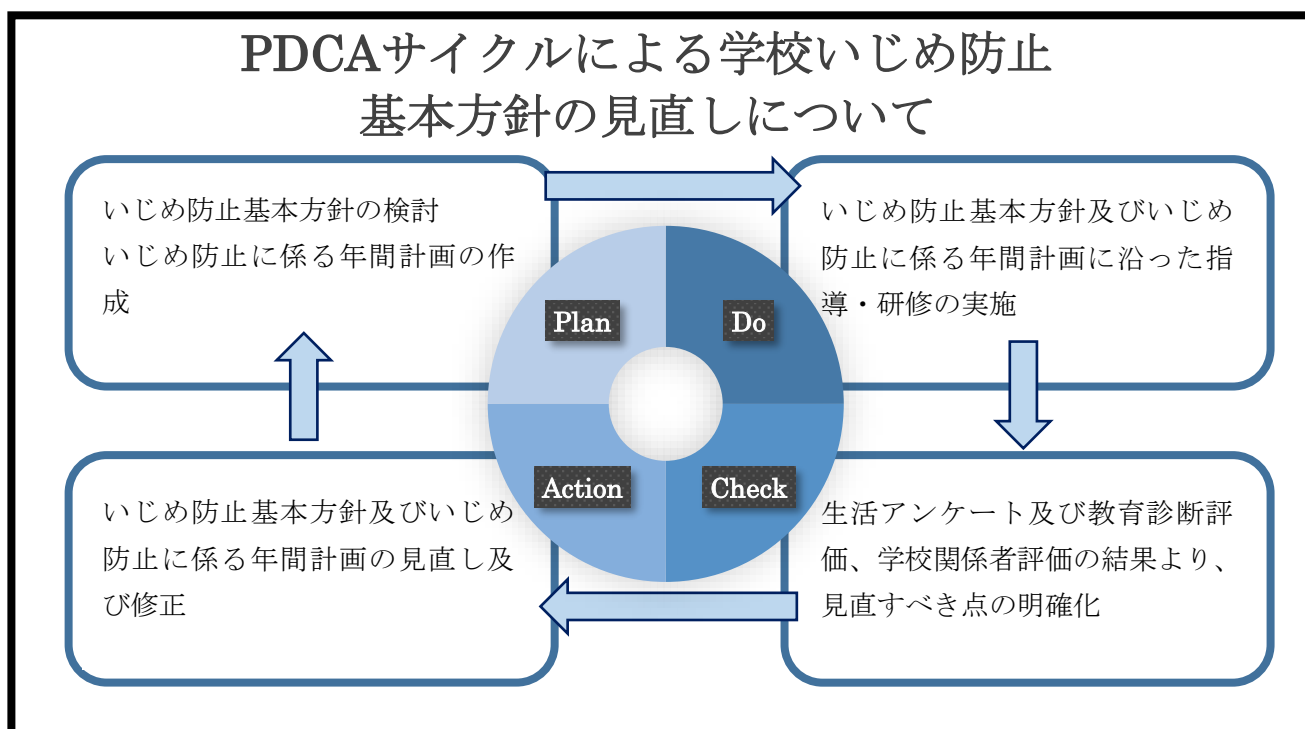 PDCAサイクルによる学校いじめ防止
基本方針の見直しについて
いじめ防止基本方針の検討
いじめ防止に係る年間計画の作
成
いじめ防止基本方針及びいじめ
防止に係る年間計画に沿った指
導・研修の実施
Plan
Do
Action
Check
いじめ防止基本方針及びいじめ
防止に係る年間計画の見直し及
び修正
生活アンケート及び教育診断評
価、学校関係者評価の結果より、
見直すべき点の明確化